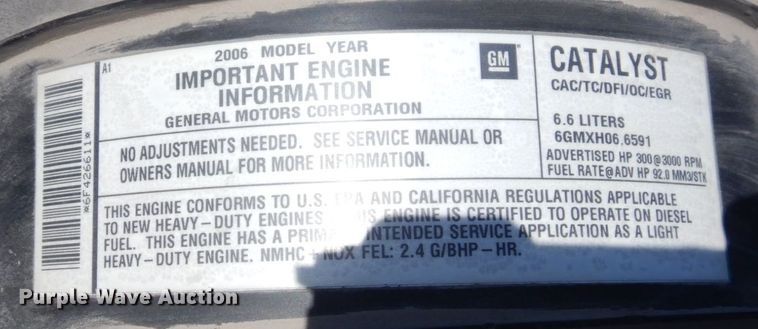 A1
2006 MODEL YEAR
IMPORTANT ENGINE
INFORMATION
GENERAL MOTORS CORPORATION
GM
CATALYST
CAC/TC/DFI/OC/EGR
6.6 LITERS
6GMXH06.6591
ADVERTISED HP 300@3000 RPM
FUEL RATE@ADV HP 92.0 MM3/STK
NO ADJUSTMENTS NEEDED. SEE SERVICE MANUAL OR
OWNERS MANUAL FOR MORE INFORMATION.
*6F426611*
THIS ENGINE CONFORMS TO U.S. EPA AND CALIFORNIA REGULATIONS APPLICABLE
TO NEW HEAVY-DUTY ENGINES. THIS ENGINE IS CERTIFIED TO OPERATE ON DIESEL
FUEL. THIS ENGINE HAS A INTENDED SERVICE APPLICATION AS A LIGHT
HEAVY-DUTY ENGINE. NMHC + NOX FEL: 2.4 G/BHP-HR.
Purple Wave Auction